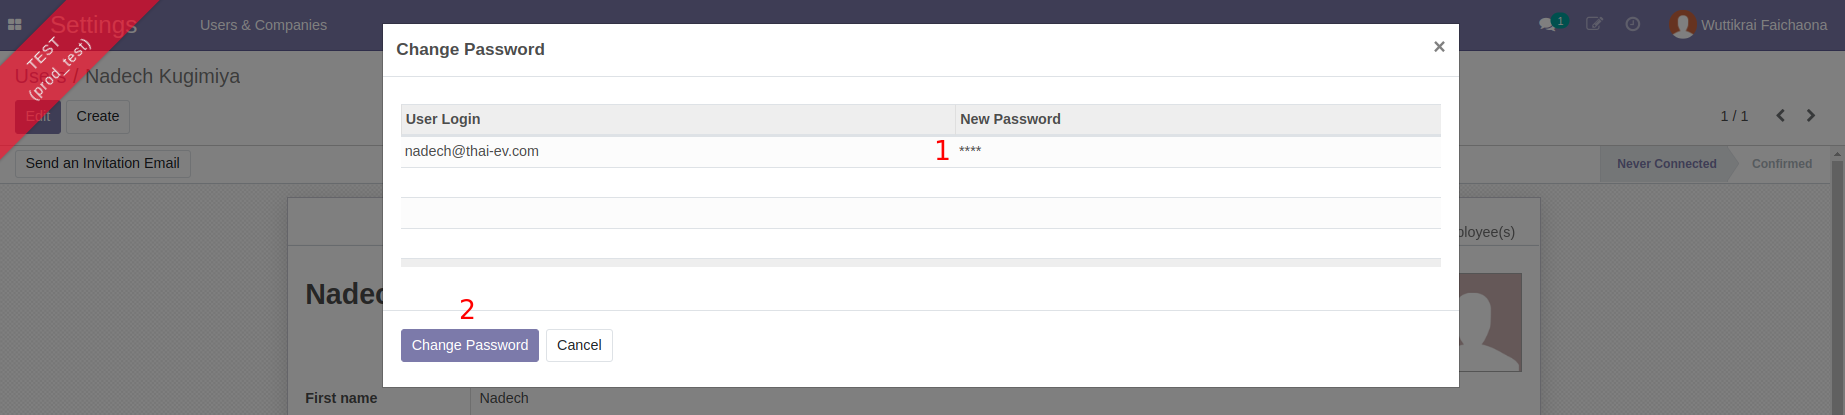 Settings
Users & Companies
1
Wuttikrai Faichaona
TEST
(prod_test)
Users / Nadech Kugimiya
Edit
Create
1 / 1
Send an Invitation Email
Never Connected
Confirmed
Change Password
×
User Login
New Password
nadech@thai-ev.com
1
****
ployee(s)
Nadec
2
Change Password
Cancel
First name
Nadech